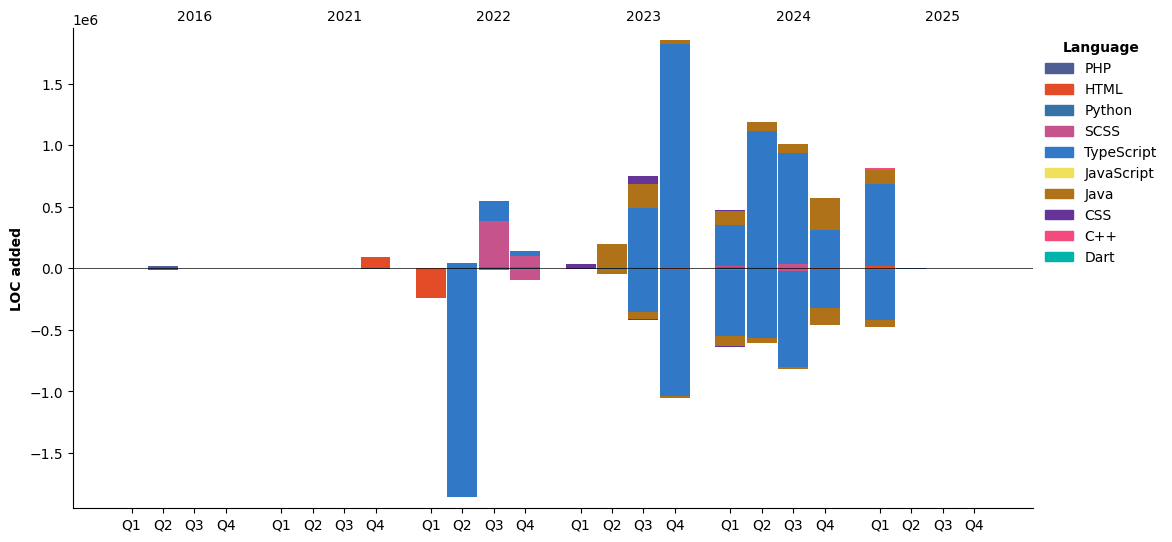 1e6
2016 2021 2022 2023 2024 2025
LOC added
1.5
1.0
0.5
0.0
−0.5
−1.0
−1.5
Q1 Q2 Q3 Q4 Q1 Q2 Q3 Q4 Q1 Q2 Q3 Q4 Q1 Q2 Q3 Q4 Q1 Q2 Q3 Q4 Q1 Q2 Q3 Q4
Language
PHP
HTML
Python
SCSS
TypeScript
JavaScript
Java
CSS
C++
Dart